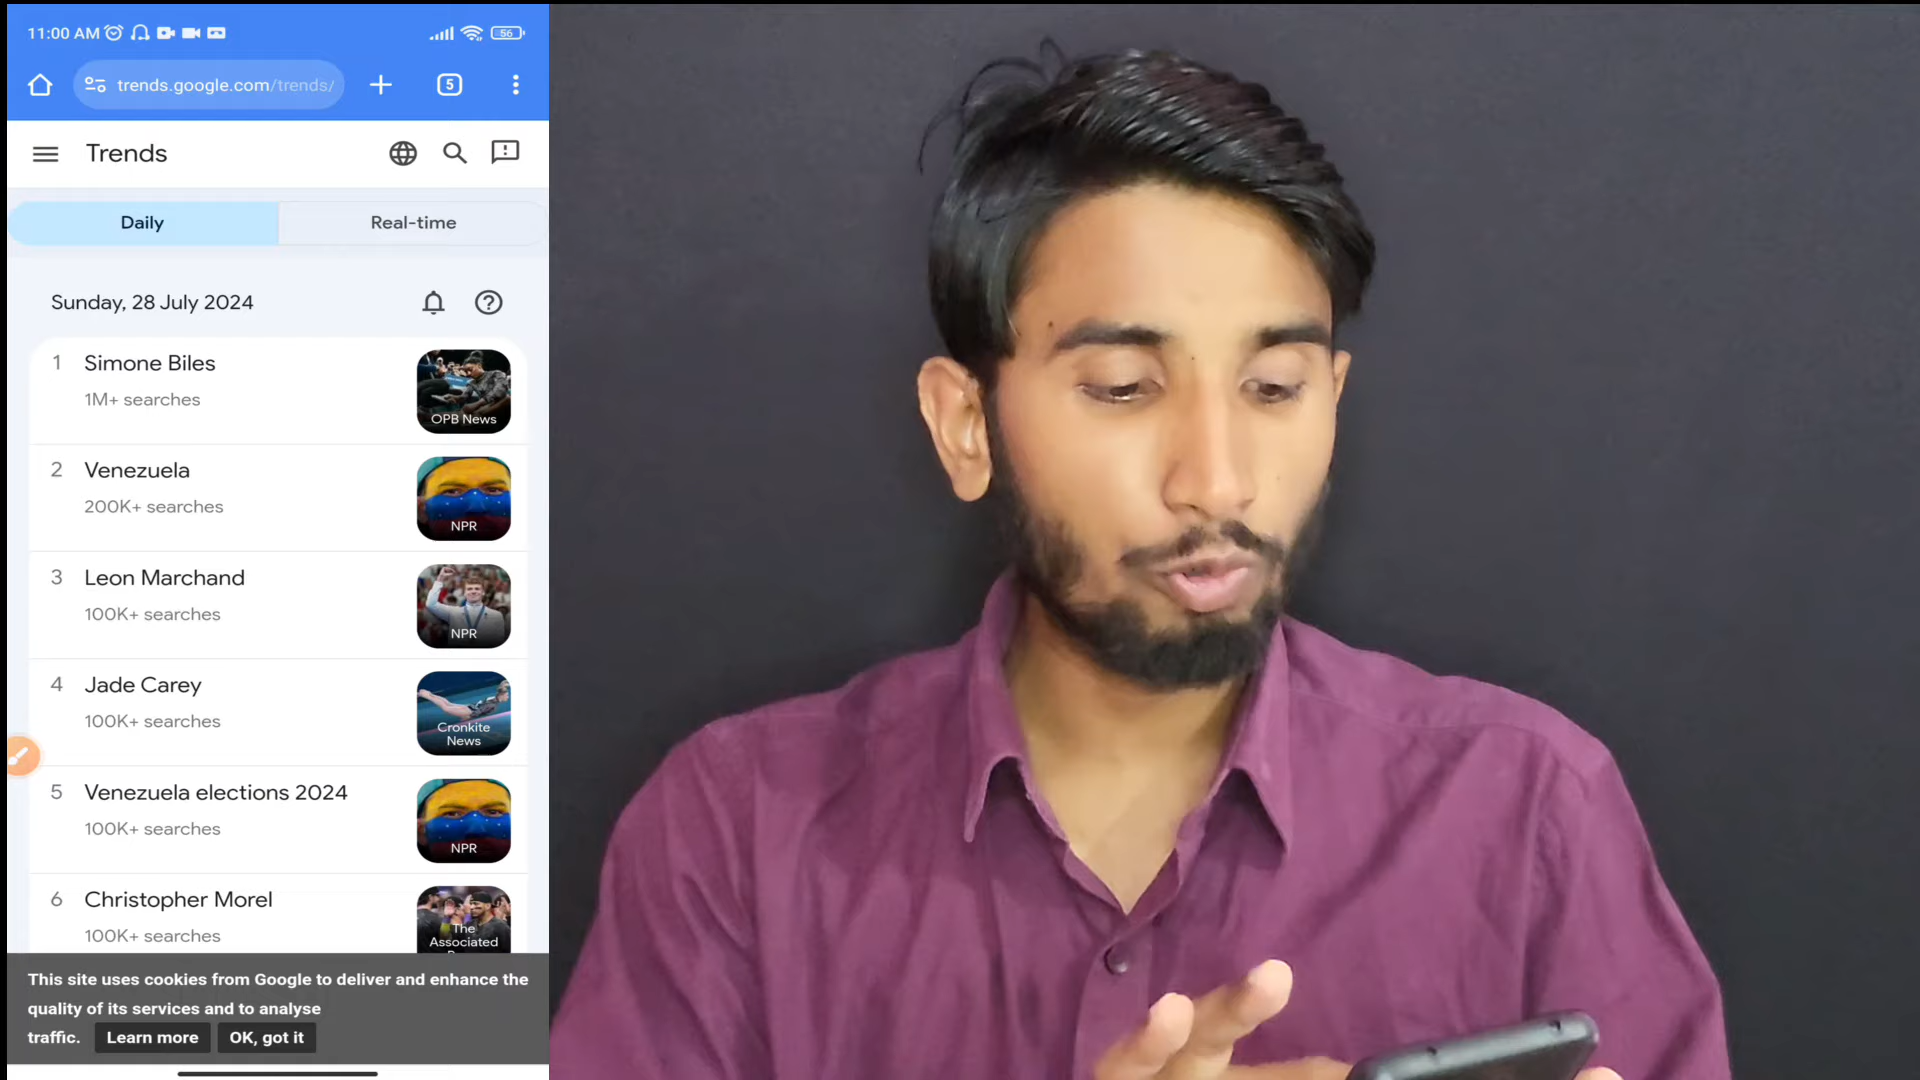 11:00 AM
56
trends.google.com/trends/
5
Trends
Daily
Real-time
Sunday, 28 July 2024
1
Simone Biles
1M+ searches
OPB News
2
Venezuela
200K+ searches
NPR
3
Leon Marchand
100K+ searches
NPR
4
Jade Carey
100K+ searches
Cronkite
News
5
Venezuela elections 2024
100K+ searches
NPR
6
Christopher Morel
100K+ searches
The
Associated
This site uses cookies from Google to deliver and enhance the
quality of its services and to analyse
traffic. Learn more OK, got it